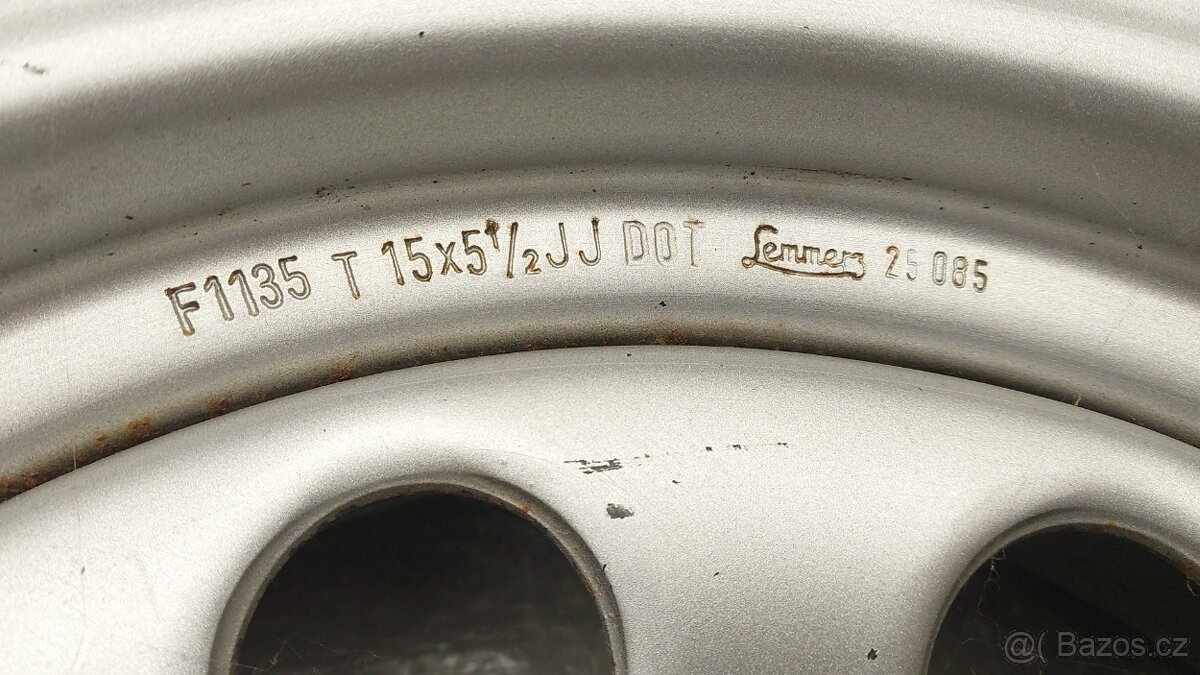 F1135 T 15x5½JJ DOT Lemmerz 25 085
@( Bazos.cz